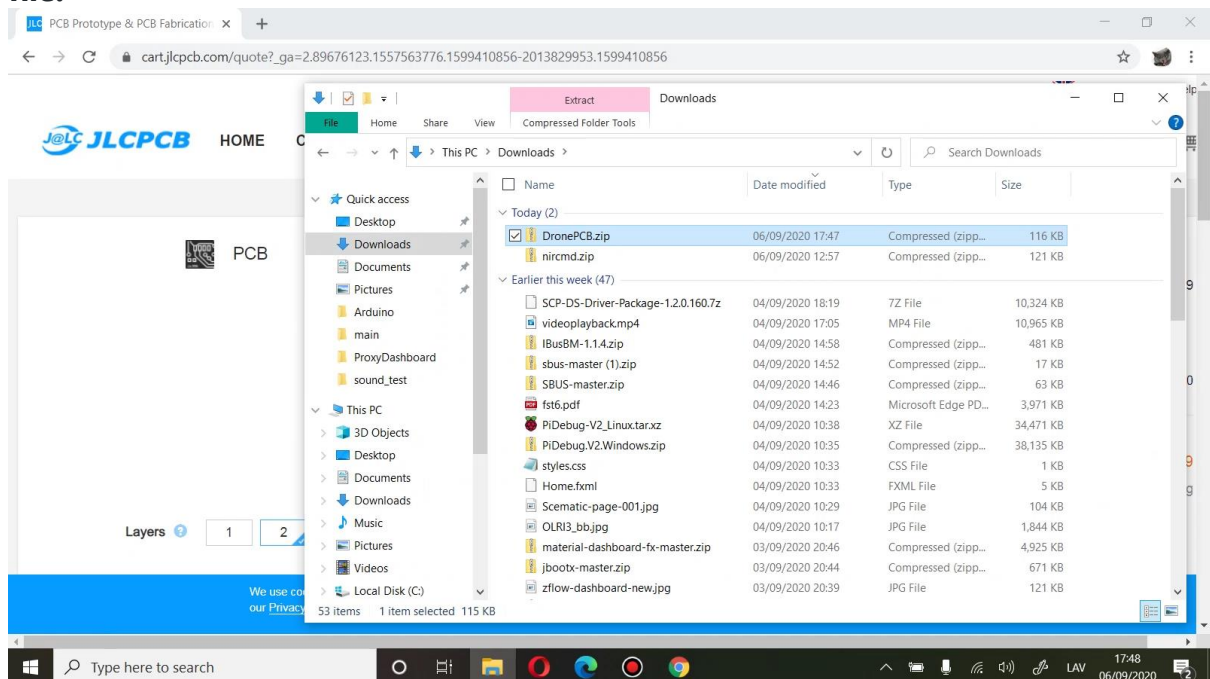 PCB Prototype & PCB Fabrication
cart.jlcpcb.com/quote?_ga=2.89676123.1557563776.1599410856-2013829953.1599410856
Extract Downloads
File Home Share View Compressed Folder Tools
J@LC JLCPCB HOME
This PC > Downloads >
Search Downloads
Name Date modified Type Size
Quick access
Today (2)
Desktop
DronePCB.zip 06/09/2020 17:47 Compressed (zipp... 116 KB
PCB
Downloads
nircmd.zip 06/09/2020 12:57 Compressed (zipp... 121 KB
Documents
Earlier this week (47)
Pictures
SCP-DS-Driver-Package-1.2.0.160.7z 04/09/2020 18:19 7Z File 10,324 KB
Arduino
videoplayback.mp4 04/09/2020 17:05 MP4 File 10,965 KB
main
IBusBM-1.1.4.zip 04/09/2020 14:58 Compressed (zipp... 481 KB
ProxyDashboard
sbus-master (1).zip 04/09/2020 14:52 Compressed (zipp... 17 KB
sound_test
SBUS-master.zip 04/09/2020 14:46 Compressed (zipp... 63 KB
This PC
fst6.pdf 04/09/2020 14:23 Microsoft Edge PD... 3,971 KB
3D Objects
PiDebug-V2_Linux.tar.xz 04/09/2020 10:38 XZ File 34,471 KB
Desktop
PiDebug.V2.Windows.zip 04/09/2020 10:35 Compressed (zipp... 38,135 KB
Documents
styles.css 04/09/2020 10:33 CSS File 1 KB
Downloads
Home.fxml 04/09/2020 10:33 FXML File 5 KB
Scematic-page-001.jpg 04/09/2020 10:29 JPG File 104 KB
Music
OLRI3_bb.jpg 04/09/2020 10:17 JPG File 1,844 KB
Layers 1 2
Pictures
material-dashboard-fx-master.zip 03/09/2020 20:46 Compressed (zipp... 4,925 KB
Videos
jbootx-master.zip 03/09/2020 20:44 Compressed (zipp... 671 KB
Local Disk (C:)
zflow-dashboard-new.jpg 03/09/2020 20:39 JPG File 121 KB
We use
our Privacy
53 items 1 item selected 115 KB
Type here to search
LAV
17:48
06/09/2020
2